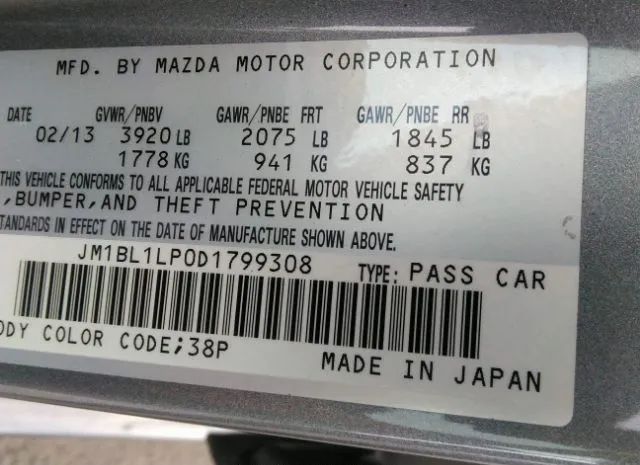 MFD. BY MAZDA MOTOR CORPORATION
DATE GVWR/PNBV GAWR/PNBE FRT GAWR/PNBE RR
02/13 3920 LB 2075 LB 1845 LB
1778 KG 941 KG 837 KG
THIS VEHICLE CONFORMS TO ALL APPLICABLE FEDERAL MOTOR VEHICLE SAFETY
,BUMPER,AND THEFT PREVENTION
STANDARDS IN EFFECT ON THE DATE OF MANUFACTURE SHOWN ABOVE.
JM1BL1LP0D1799308 TYPE: PASS CAR
ODY COLOR CODE;38P MADE IN JAPAN